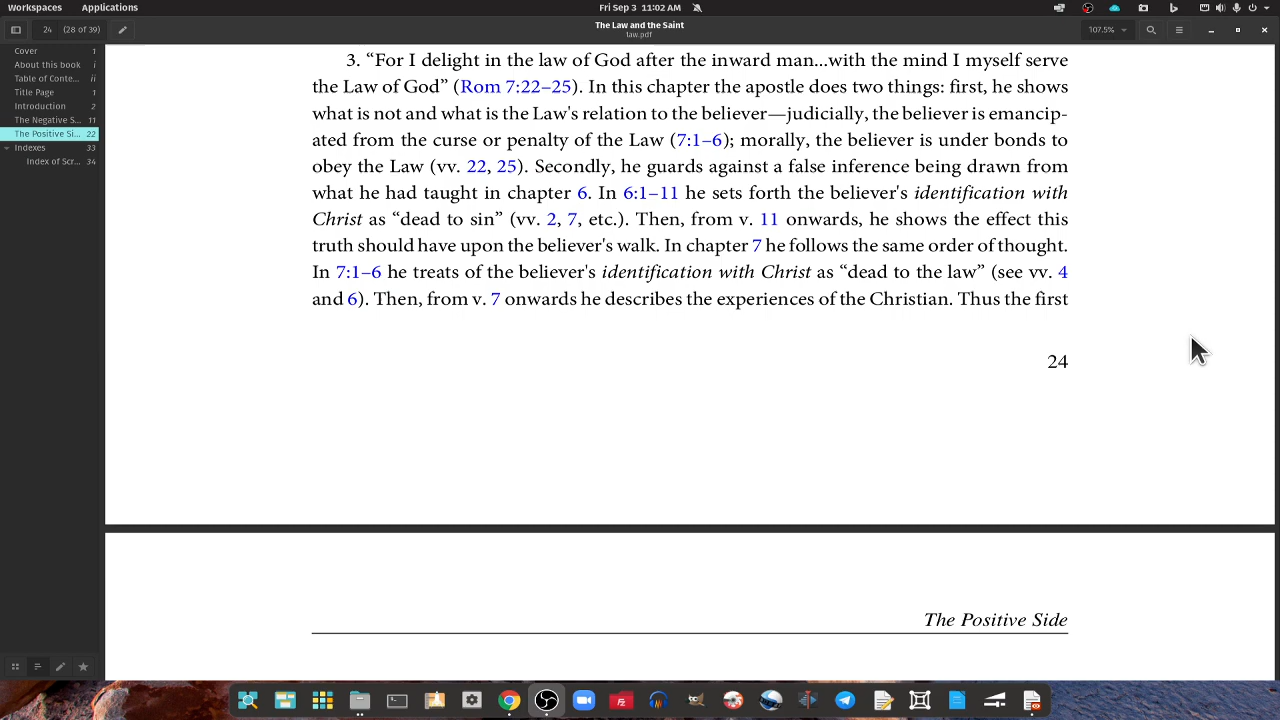 Workspaces Applications Fri Sep 3 11:02 AM
24 (28 of 39) The Law and the Saint 107.5%
law.pdf
Cover 1
About this book i
Table of Conte... ii
Title Page 1
Introduction 2
The Negative S... 11
The Positive Si... 22
Indexes 33
Index of Scr... 34
3. “For I delight in the law of God after the inward man...with the mind I myself serve
the Law of God” (Rom 7:22–25). In this chapter the apostle does two things: first, he shows
what is not and what is the Law's relation to the believer—judicially, the believer is emancip-
ated from the curse or penalty of the Law (7:1–6); morally, the believer is under bonds to
obey the Law (vv. 22, 25). Secondly, he guards against a false inference being drawn from
what he had taught in chapter 6. In 6:1–11 he sets forth the believer's identification with
Christ as “dead to sin” (vv. 2, 7, etc.). Then, from v. 11 onwards, he shows the effect this
truth should have upon the believer's walk. In chapter 7 he follows the same order of thought.
In 7:1–6 he treats of the believer's identification with Christ as “dead to the law” (see vv. 4
and 6). Then, from v. 7 onwards he describes the experiences of the Christian. Thus the first
24
The Positive Side